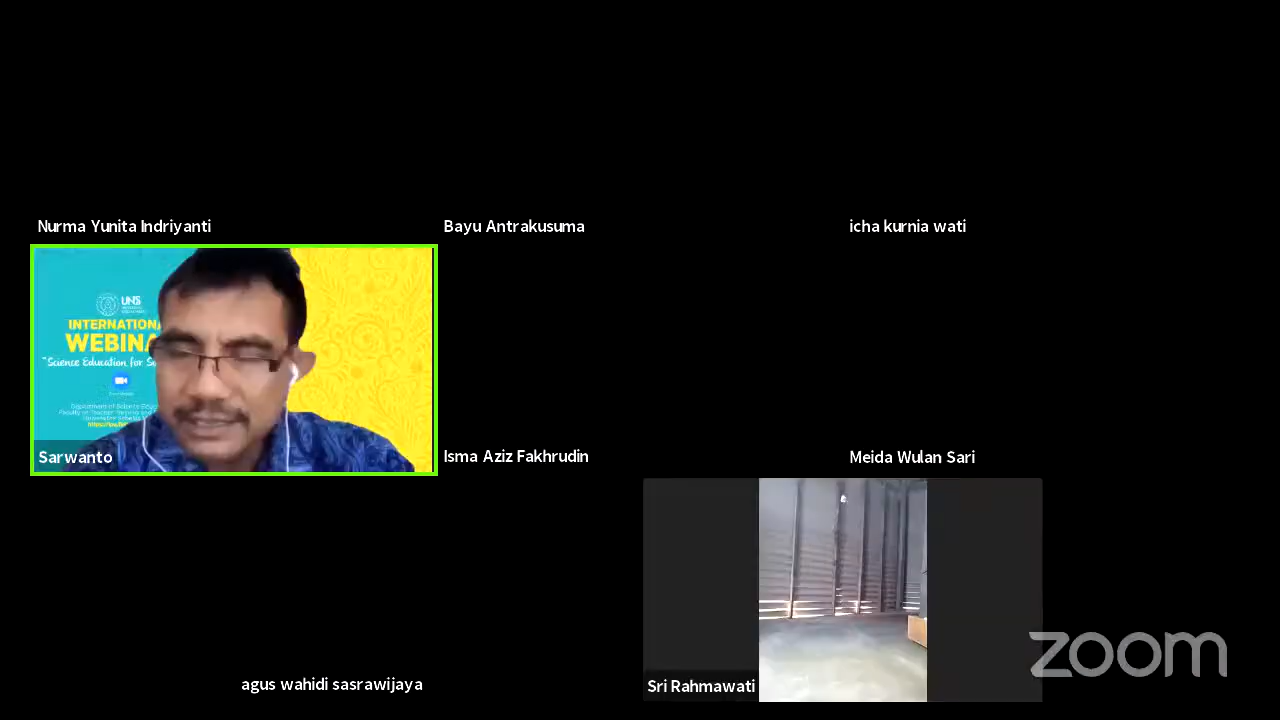 Nurma Yunita Indriyanti
Bayu Antrakusuma
icha kurnia wati
UNS
INTERNATIONA
WEBINA
"Science Education for S
Sarwanto
Isma Aziz Fakhrudin
Meida Wulan Sari
agus wahidi sasrawijaya
Sri Rahmawati
zoom